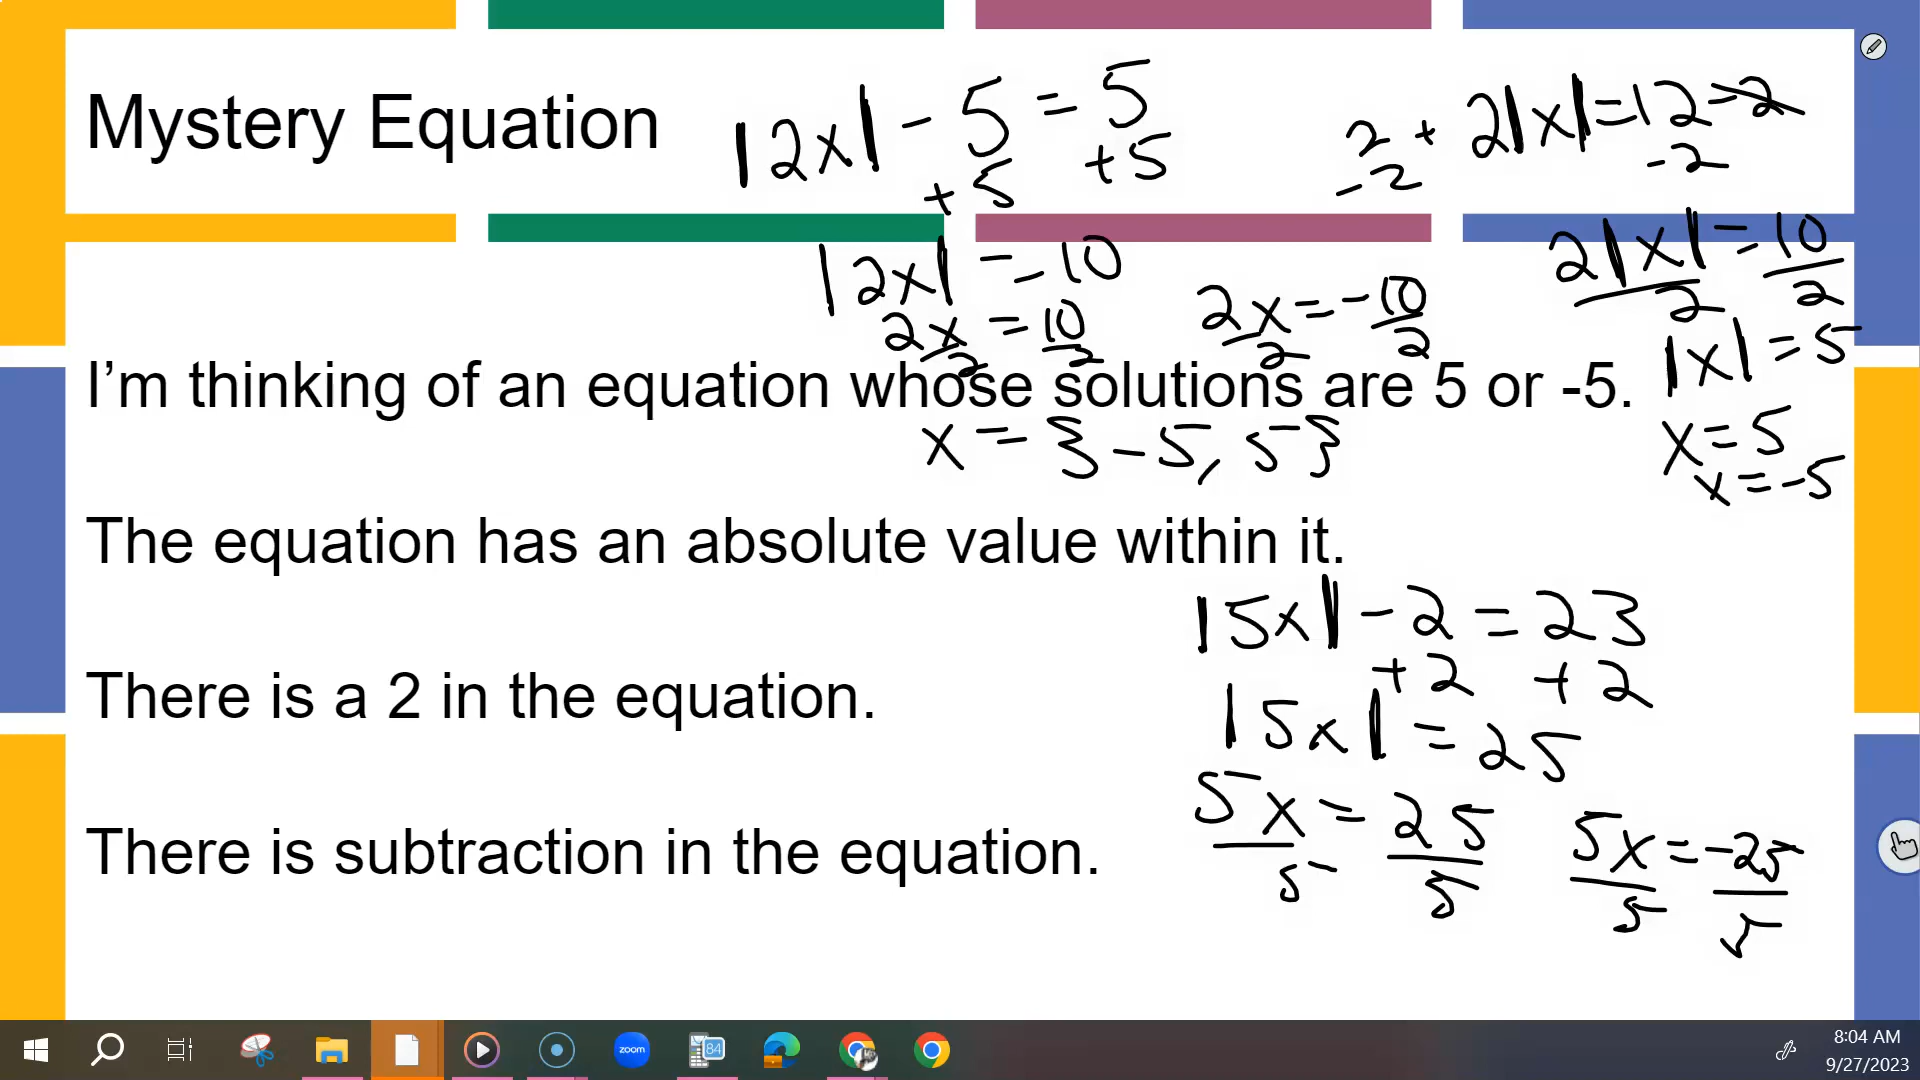 Mystery Equation
|2x| - 5 = 5
+5 +5
|2x| = 10
2x = 10
2 2
2x = -10
2 2
x = {-5, 5}
2 + 2|x| = 12 - 2
-2 -2
2|x| = 10
2 2
|x| = 5
x = 5
x = -5
I'm thinking of an equation whose solutions are 5 or -5.
The equation has an absolute value within it.
There is a 2 in the equation.
There is subtraction in the equation.
|5x| - 2 = 23
+2 +2
|5x| = 25
5x = 25
5 5
5x = -25
5 5
zoom
84
8:04 AM
9/27/2023